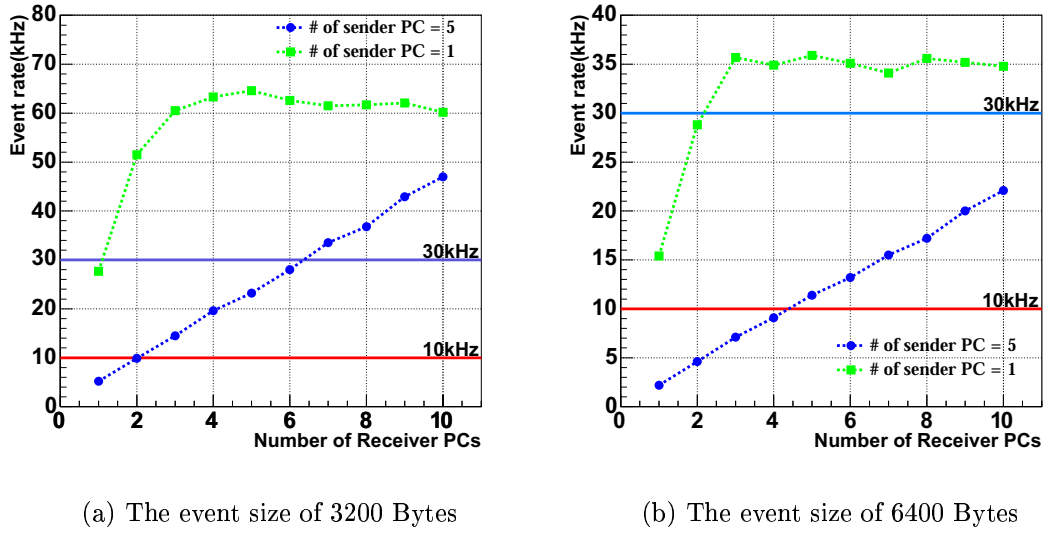 Event rate(kHz)
80
70
60
50
40
30
20
10
0
# of sender PC = 5
# of sender PC = 1
30kHz
10kHz
0 2 4 6 8 10
Number of Receiver PCs
(a) The event size of 3200 Bytes
Event rate(kHz)
40
35
30
25
20
15
10
5
0
30kHz
10kHz
# of sender PC = 5
# of sender PC = 1
0 2 4 6 8 10
Number of Receiver PCs
(b) The event size of 6400 Bytes